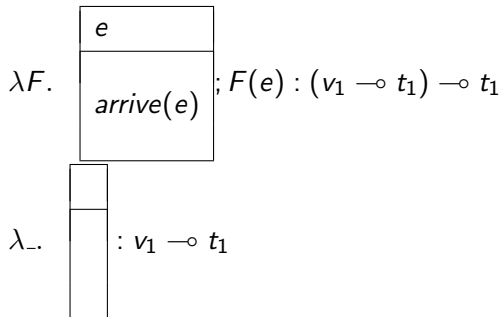 e
λF. arrive(e) ; F(e) : (v₁ ⊸ t₁) ⊸ t₁
λ_. : v₁ ⊸ t₁